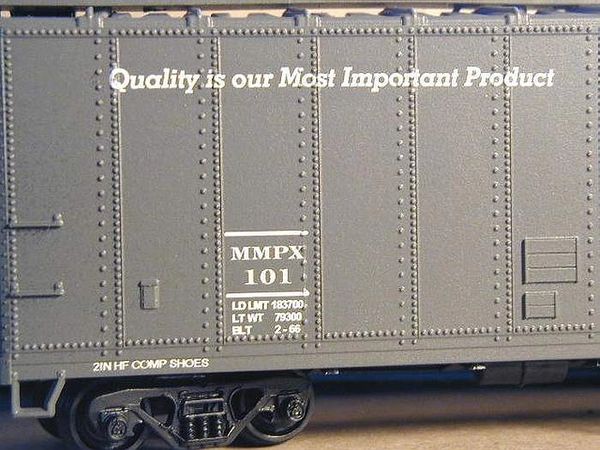 Quality is our Most Important Product
MMPX
101
LD LMT 183700
LT WT 79300
BLT 2-66
2IN HF COMP SHOES